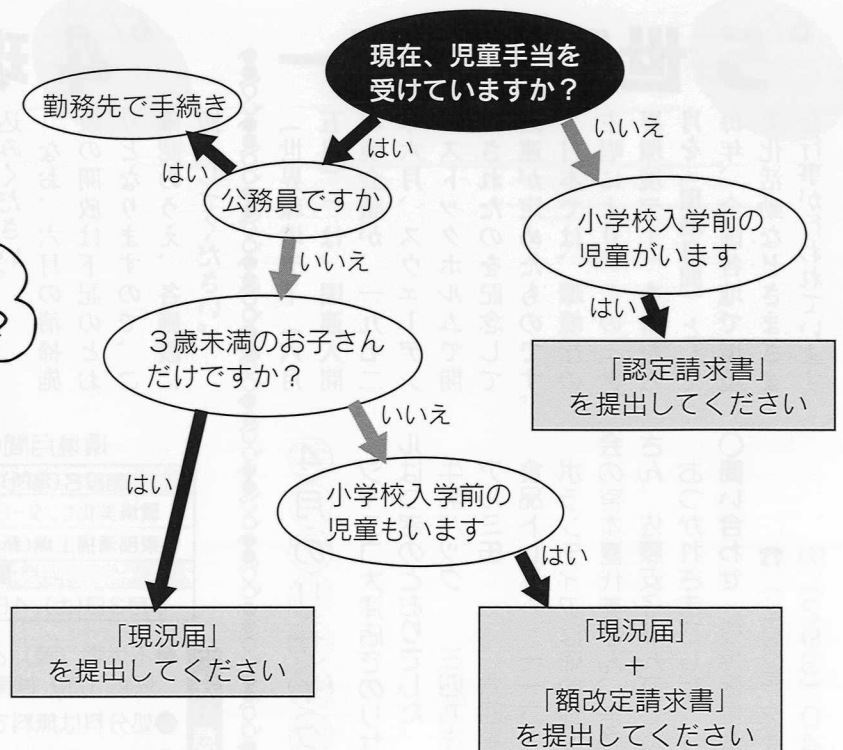 現在、児童手当を
受けていますか？
はい
いいえ
勤務先で手続き
はい
公務員ですか
いいえ
小学校入学前の
児童がいます
はい
「認定請求書」
を提出してください
３歳未満のお子さん
だけですか？
はい
いいえ
小学校入学前の
児童もいます
はい
「現況届」
を提出してください
「現況届」
＋
「額改定請求書」
を提出してください